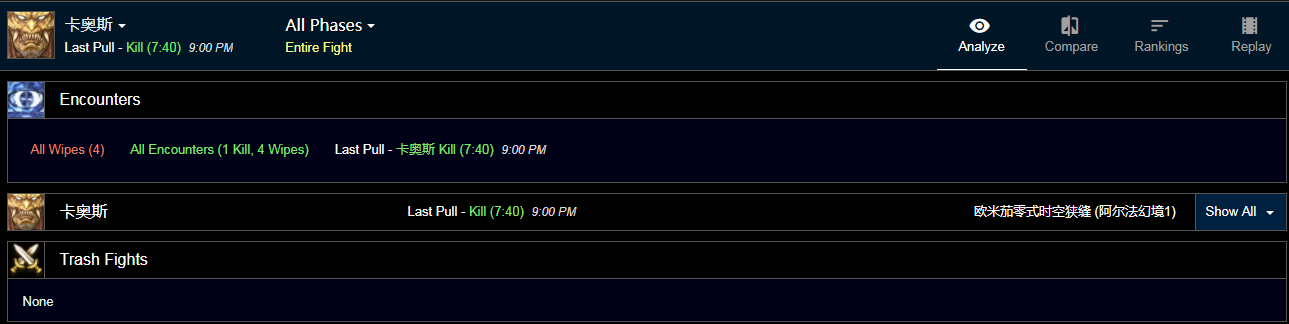 卡奥斯 All Phases
Last Pull - Kill (7:40) 9:00 PM Entire Fight
Analyze Compare Rankings Replay
Encounters
All Wipes (4) All Encounters (1 Kill, 4 Wipes) Last Pull - 卡奥斯 Kill (7:40) 9:00 PM
卡奥斯 Last Pull - Kill (7:40) 9:00 PM 欧米茄零式时空狭缝 (阿尔法幻境1) Show All
Trash Fights
None